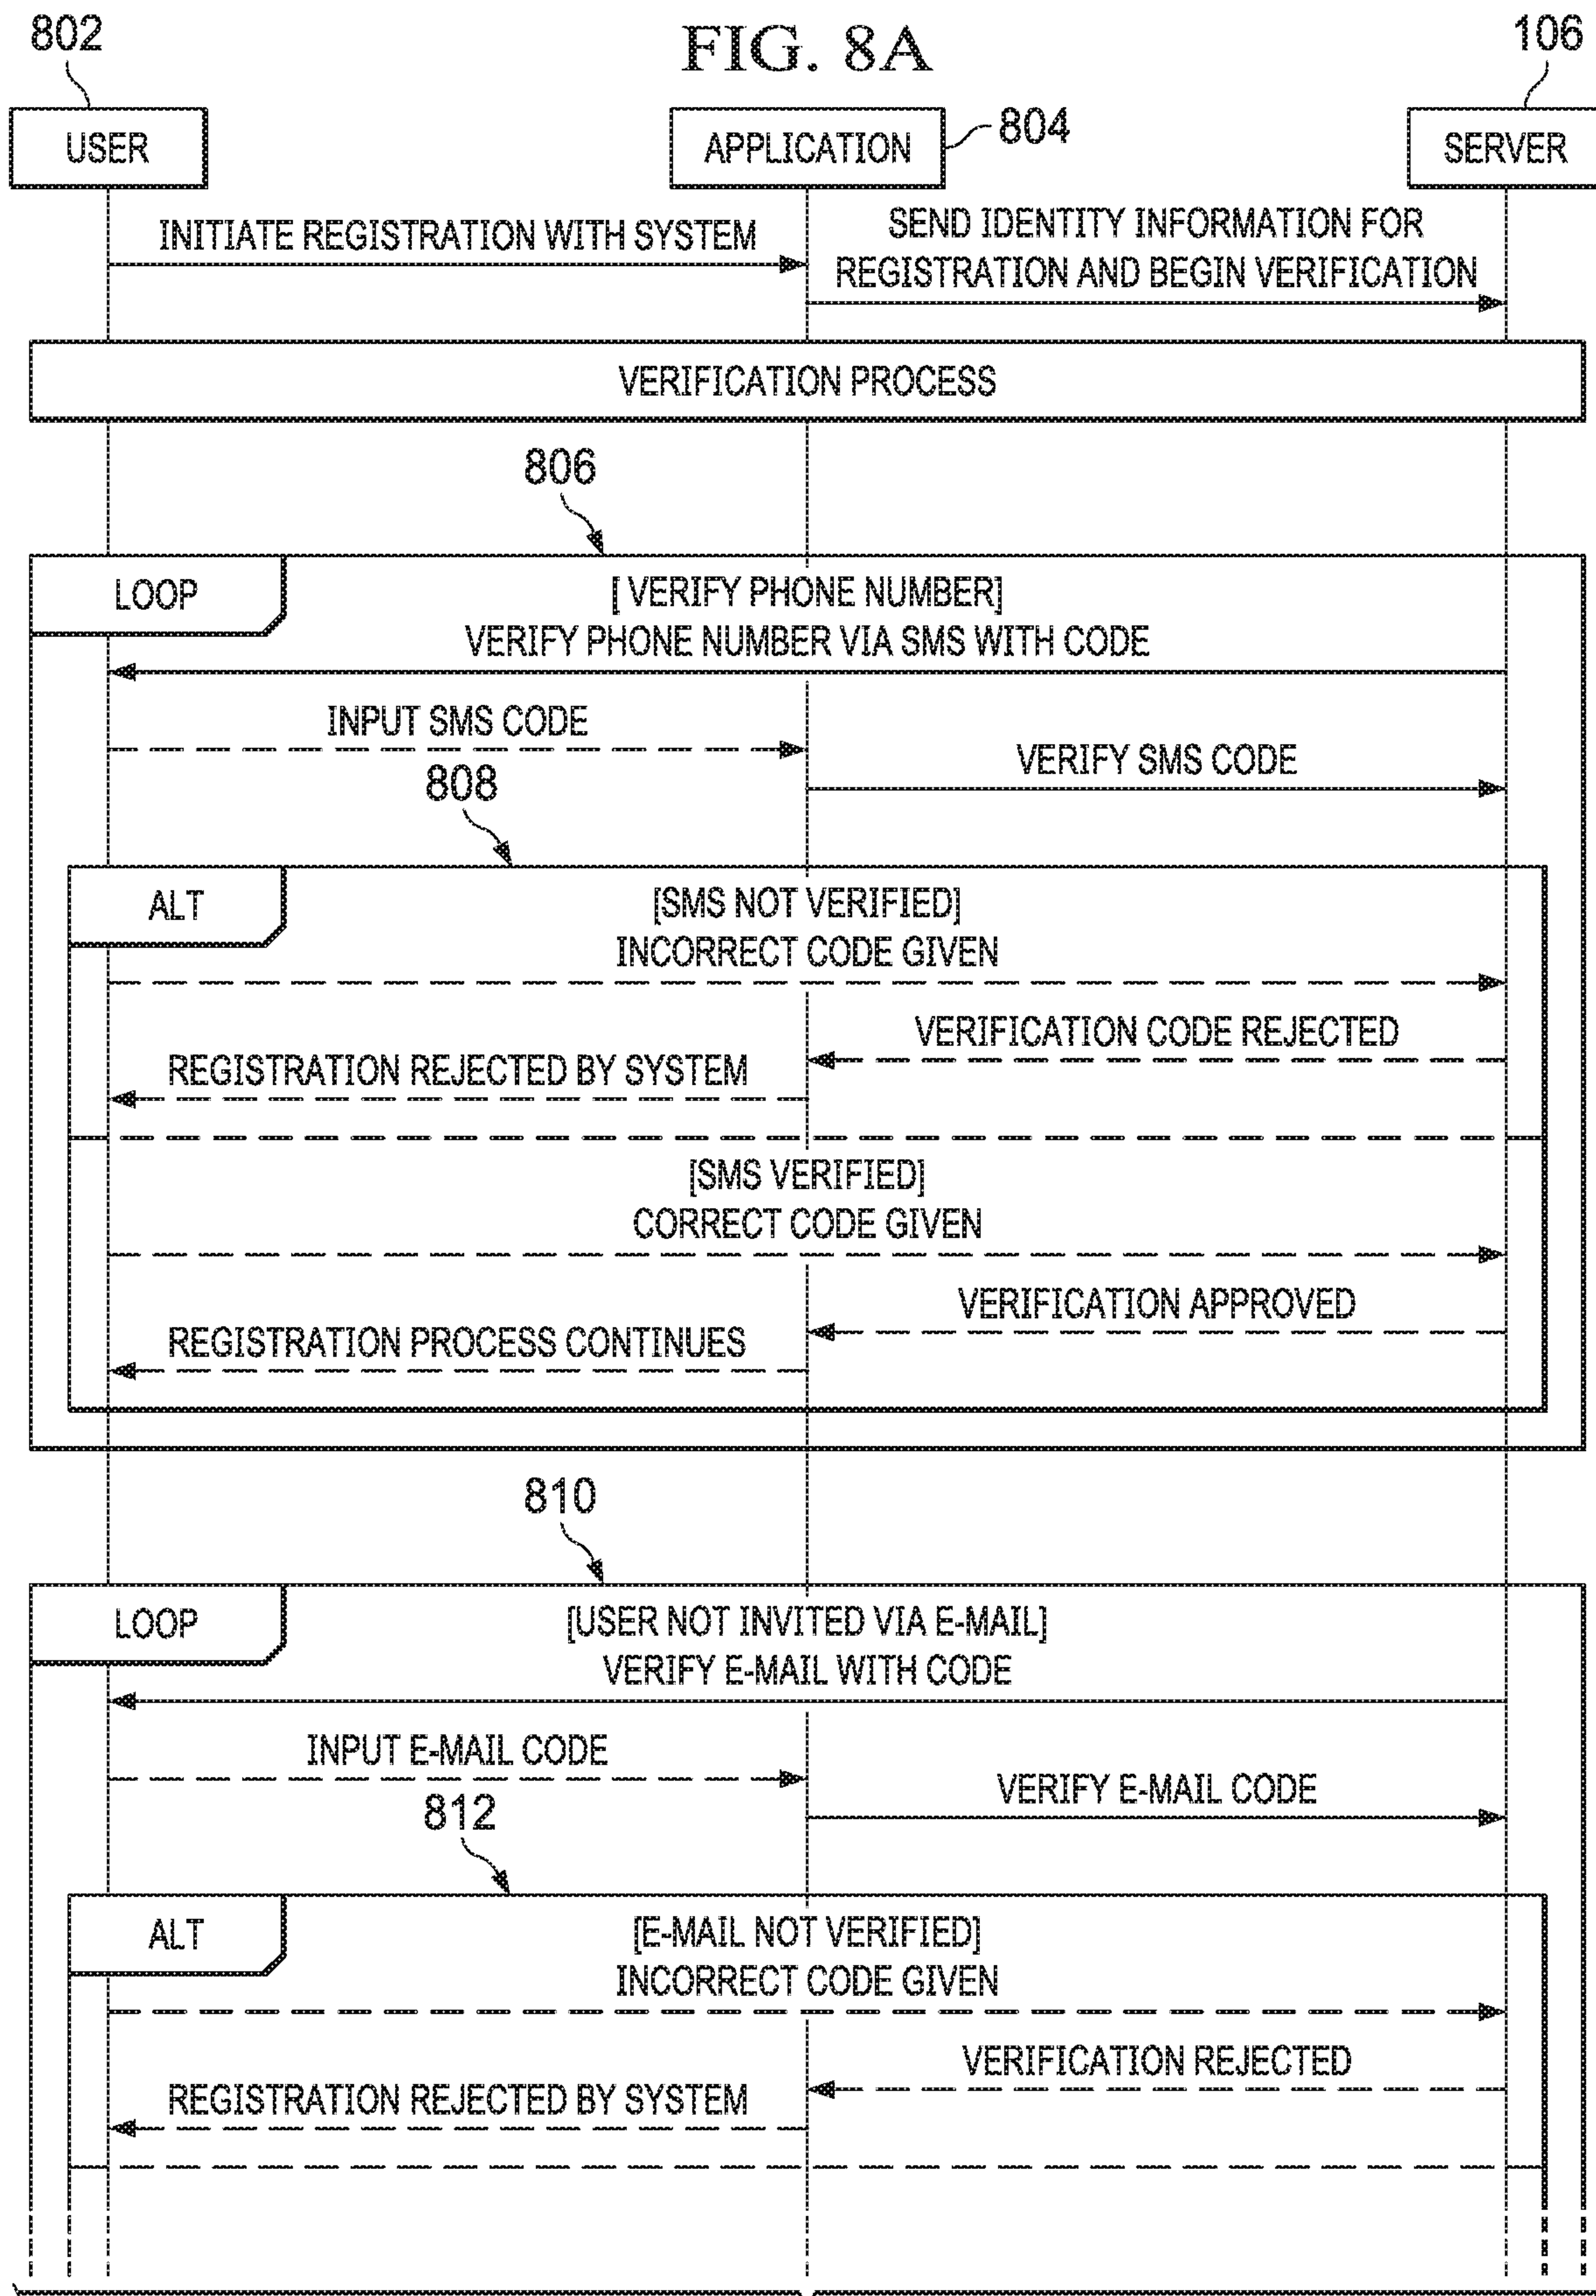 802
FIG. 8A
106
USER
APPLICATION
804
SERVER
INITIATE REGISTRATION WITH SYSTEM
SEND IDENTITY INFORMATION FOR
REGISTRATION AND BEGIN VERIFICATION
VERIFICATION PROCESS
806
LOOP
[ VERIFY PHONE NUMBER]
VERIFY PHONE NUMBER VIA SMS WITH CODE
INPUT SMS CODE
VERIFY SMS CODE
808
ALT
[SMS NOT VERIFIED]
INCORRECT CODE GIVEN
VERIFICATION CODE REJECTED
REGISTRATION REJECTED BY SYSTEM
[SMS VERIFIED]
CORRECT CODE GIVEN
VERIFICATION APPROVED
REGISTRATION PROCESS CONTINUES
810
LOOP
[USER NOT INVITED VIA E-MAIL]
VERIFY E-MAIL WITH CODE
INPUT E-MAIL CODE
VERIFY E-MAIL CODE
812
ALT
[E-MAIL NOT VERIFIED]
INCORRECT CODE GIVEN
VERIFICATION REJECTED
REGISTRATION REJECTED BY SYSTEM